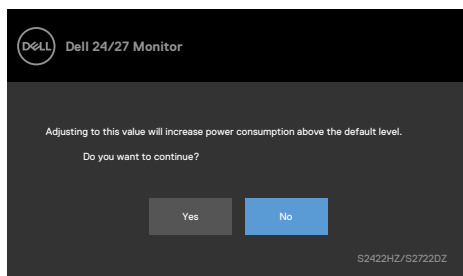 DELL
Dell 24/27 Monitor
Adjusting to this value will increase power consumption above the default level.
Do you want to continue?
Yes
No
S2422HZ/S2722DZ